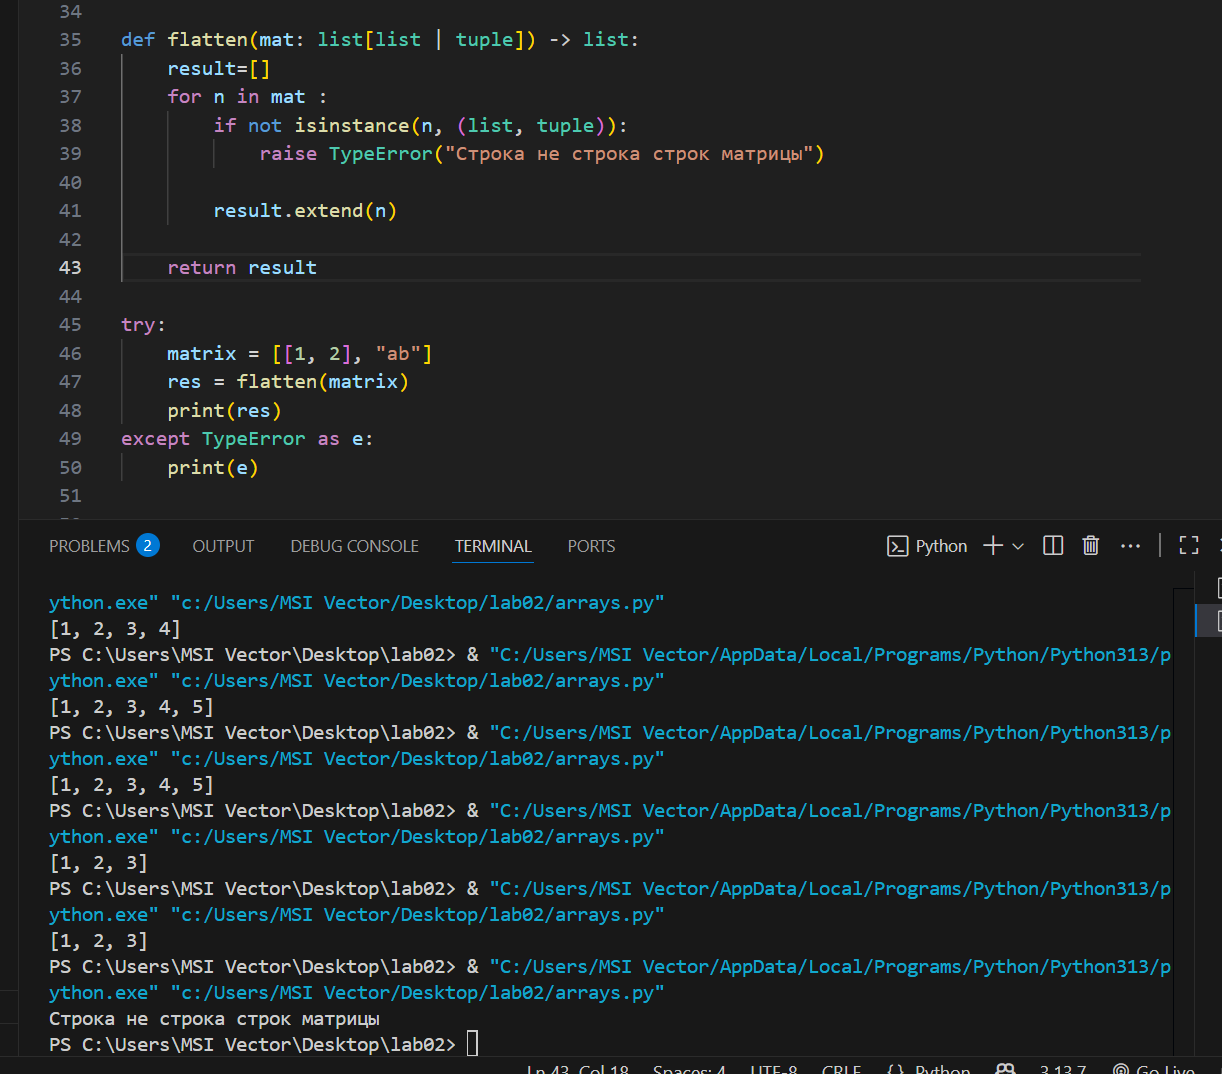 34
35 def flatten(mat: list[list | tuple]) -> list:
36 result=[]
37 for n in mat :
38 if not isinstance(n, (list, tuple)):
39 raise TypeError("Строка не строка строк матрицы")
40
41 result.extend(n)
42
43 return result
44
45 try:
46 matrix = [[1, 2], "ab"]
47 res = flatten(matrix)
48 print(res)
49 except TypeError as e:
50 print(e)
51
PROBLEMS 2 OUTPUT DEBUG CONSOLE TERMINAL PORTS Python
ython.exe" "c:/Users/MSI Vector/Desktop/lab02/arrays.py"
[1, 2, 3, 4]
PS C:\Users\MSI Vector\Desktop\lab02> & "C:/Users/MSI Vector/AppData/Local/Programs/Python/Python313/p
ython.exe" "c:/Users/MSI Vector/Desktop/lab02/arrays.py"
[1, 2, 3, 4, 5]
PS C:\Users\MSI Vector\Desktop\lab02> & "C:/Users/MSI Vector/AppData/Local/Programs/Python/Python313/p
ython.exe" "c:/Users/MSI Vector/Desktop/lab02/arrays.py"
[1, 2, 3, 4, 5]
PS C:\Users\MSI Vector\Desktop\lab02> & "C:/Users/MSI Vector/AppData/Local/Programs/Python/Python313/p
ython.exe" "c:/Users/MSI Vector/Desktop/lab02/arrays.py"
[1, 2, 3]
PS C:\Users\MSI Vector\Desktop\lab02> & "C:/Users/MSI Vector/AppData/Local/Programs/Python/Python313/p
ython.exe" "c:/Users/MSI Vector/Desktop/lab02/arrays.py"
[1, 2, 3]
PS C:\Users\MSI Vector\Desktop\lab02> & "C:/Users/MSI Vector/AppData/Local/Programs/Python/Python313/p
ython.exe" "c:/Users/MSI Vector/Desktop/lab02/arrays.py"
Строка не строка строк матрицы
PS C:\Users\MSI Vector\Desktop\lab02>
Ln 43, Col 18 Spaces: 4 UTF-8 CRLF {} Python 3.13.7 Go Live